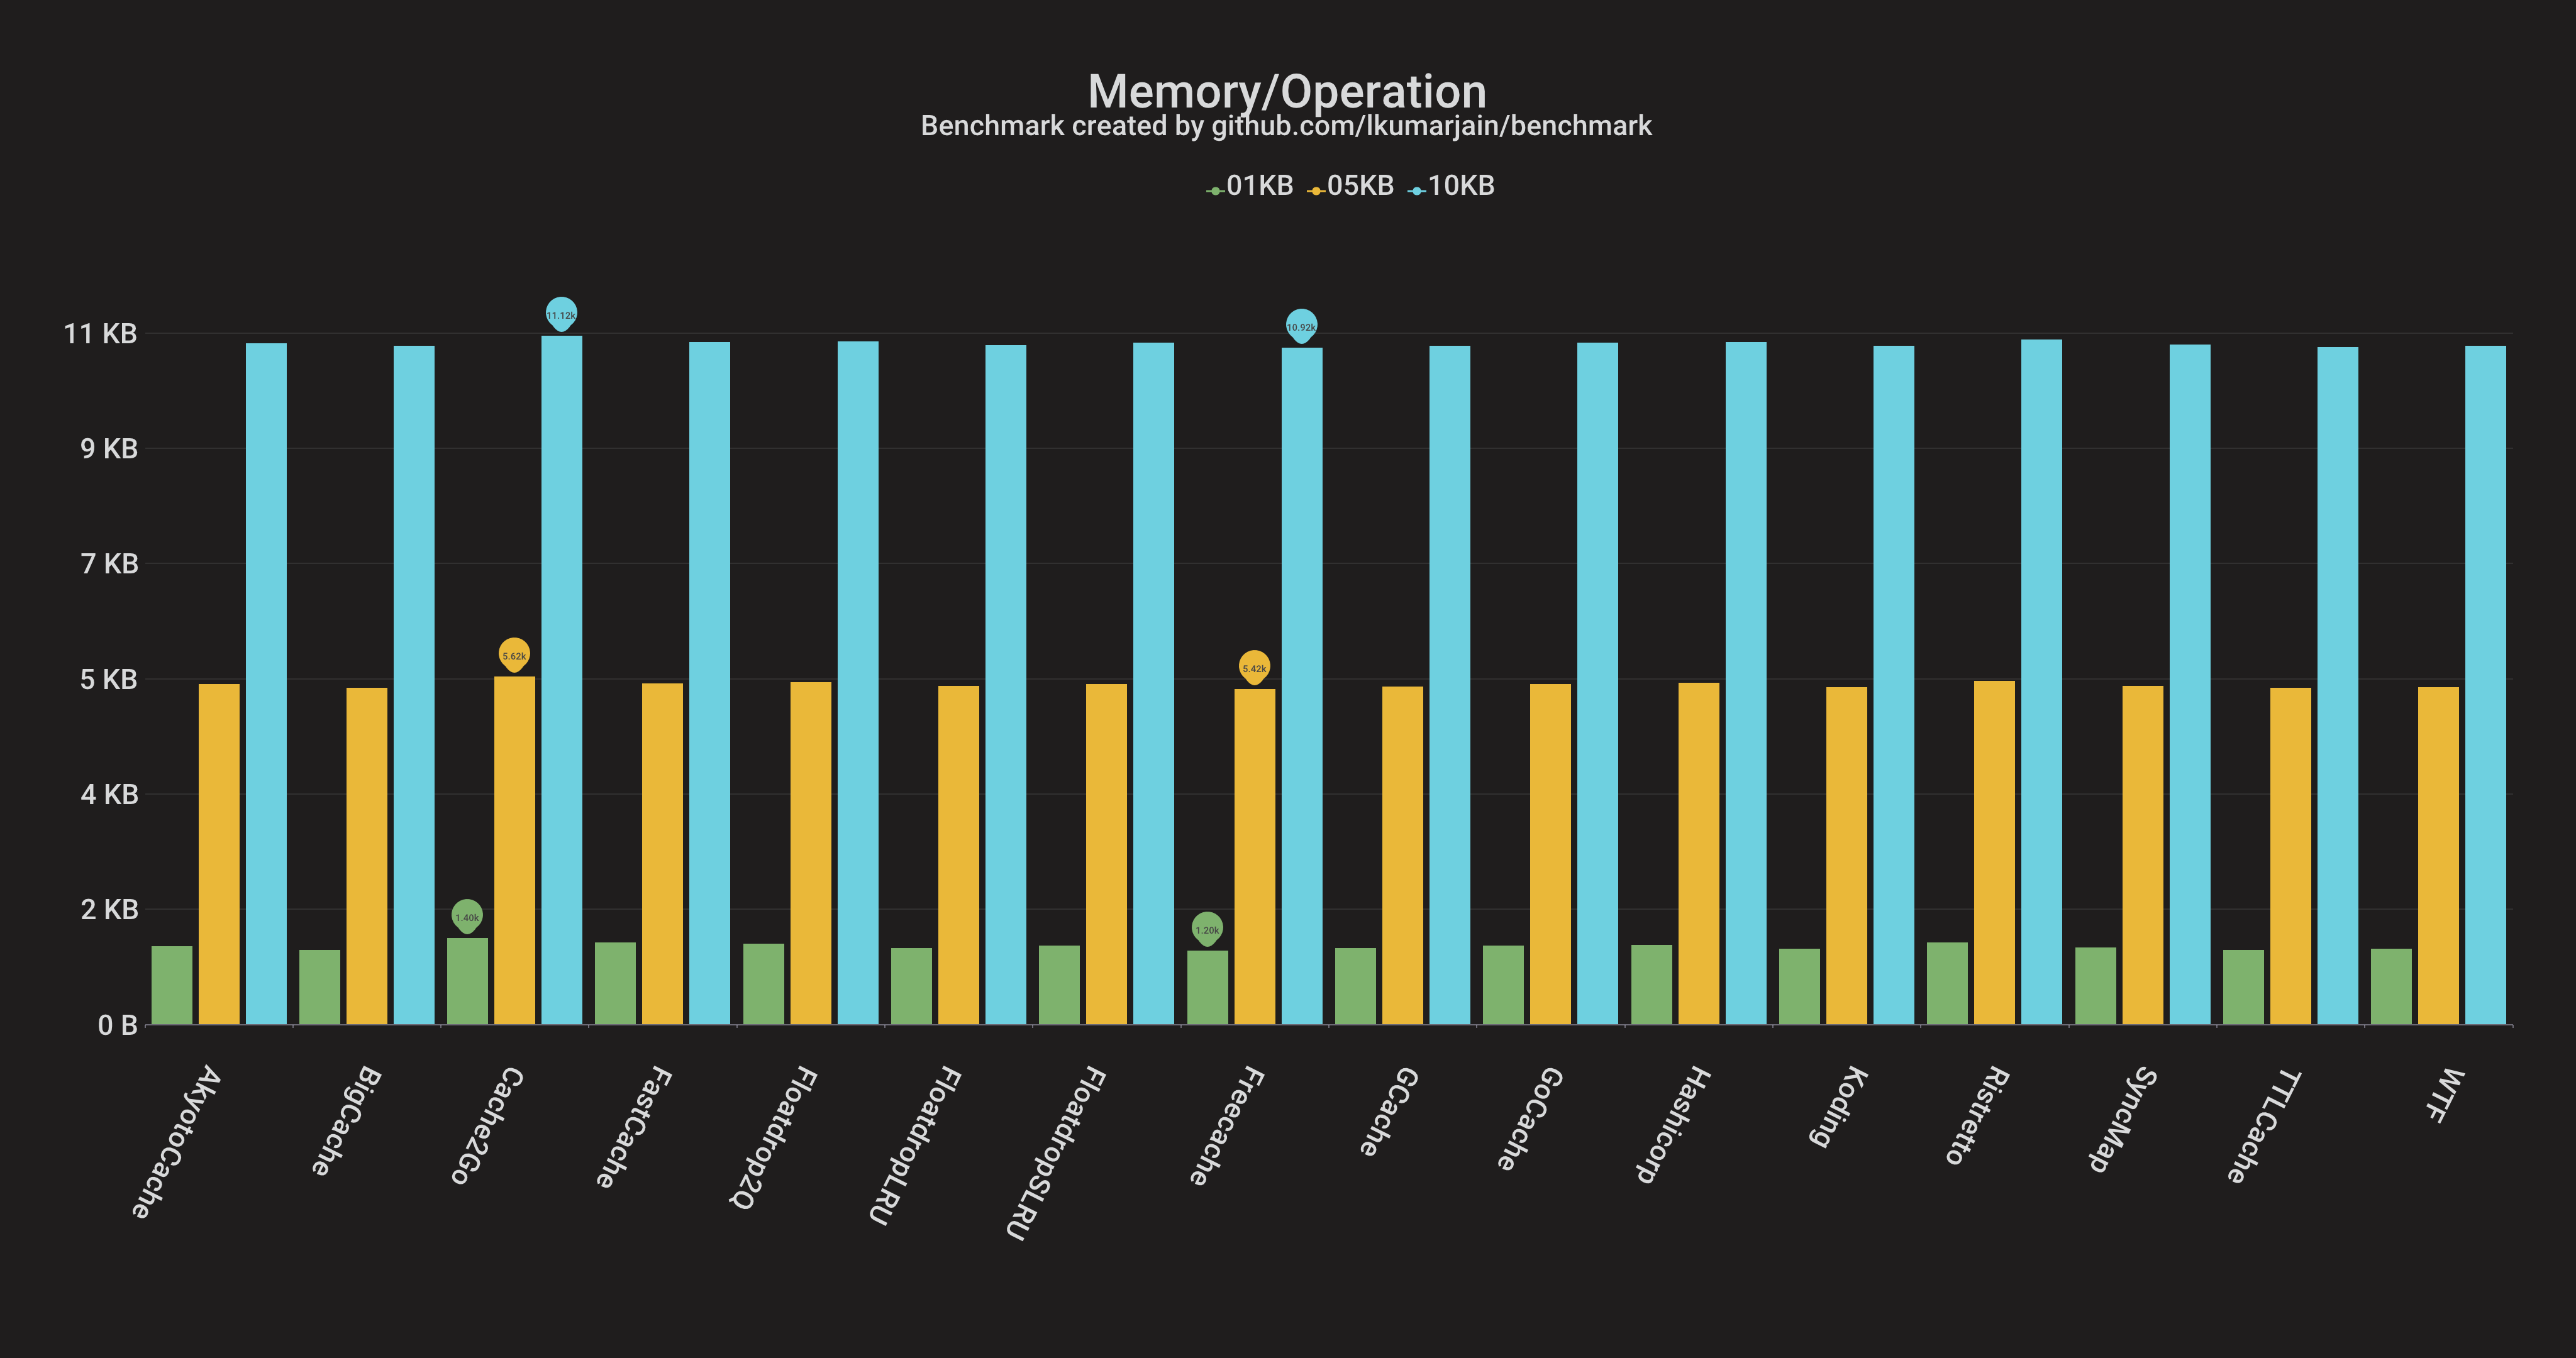 Memory/Operation
Benchmark created by github.com/lkumarjain/benchmark
01KB 05KB 10KB
11.12k
10.92k
11 KB
9 KB
7 KB
5.62k
5.42k
5 KB
4 KB
1.40k
1.20k
2 KB
0 B
AkyotoCache
BigCache
Cache2Go
FastCache
Floatdrop2Q
FloatdropLRU
FloatdropSLRU
Freecache
GCache
GoCache
Hashicorp
Koding
Ristretto
SyncMap
TTLCache
WTF